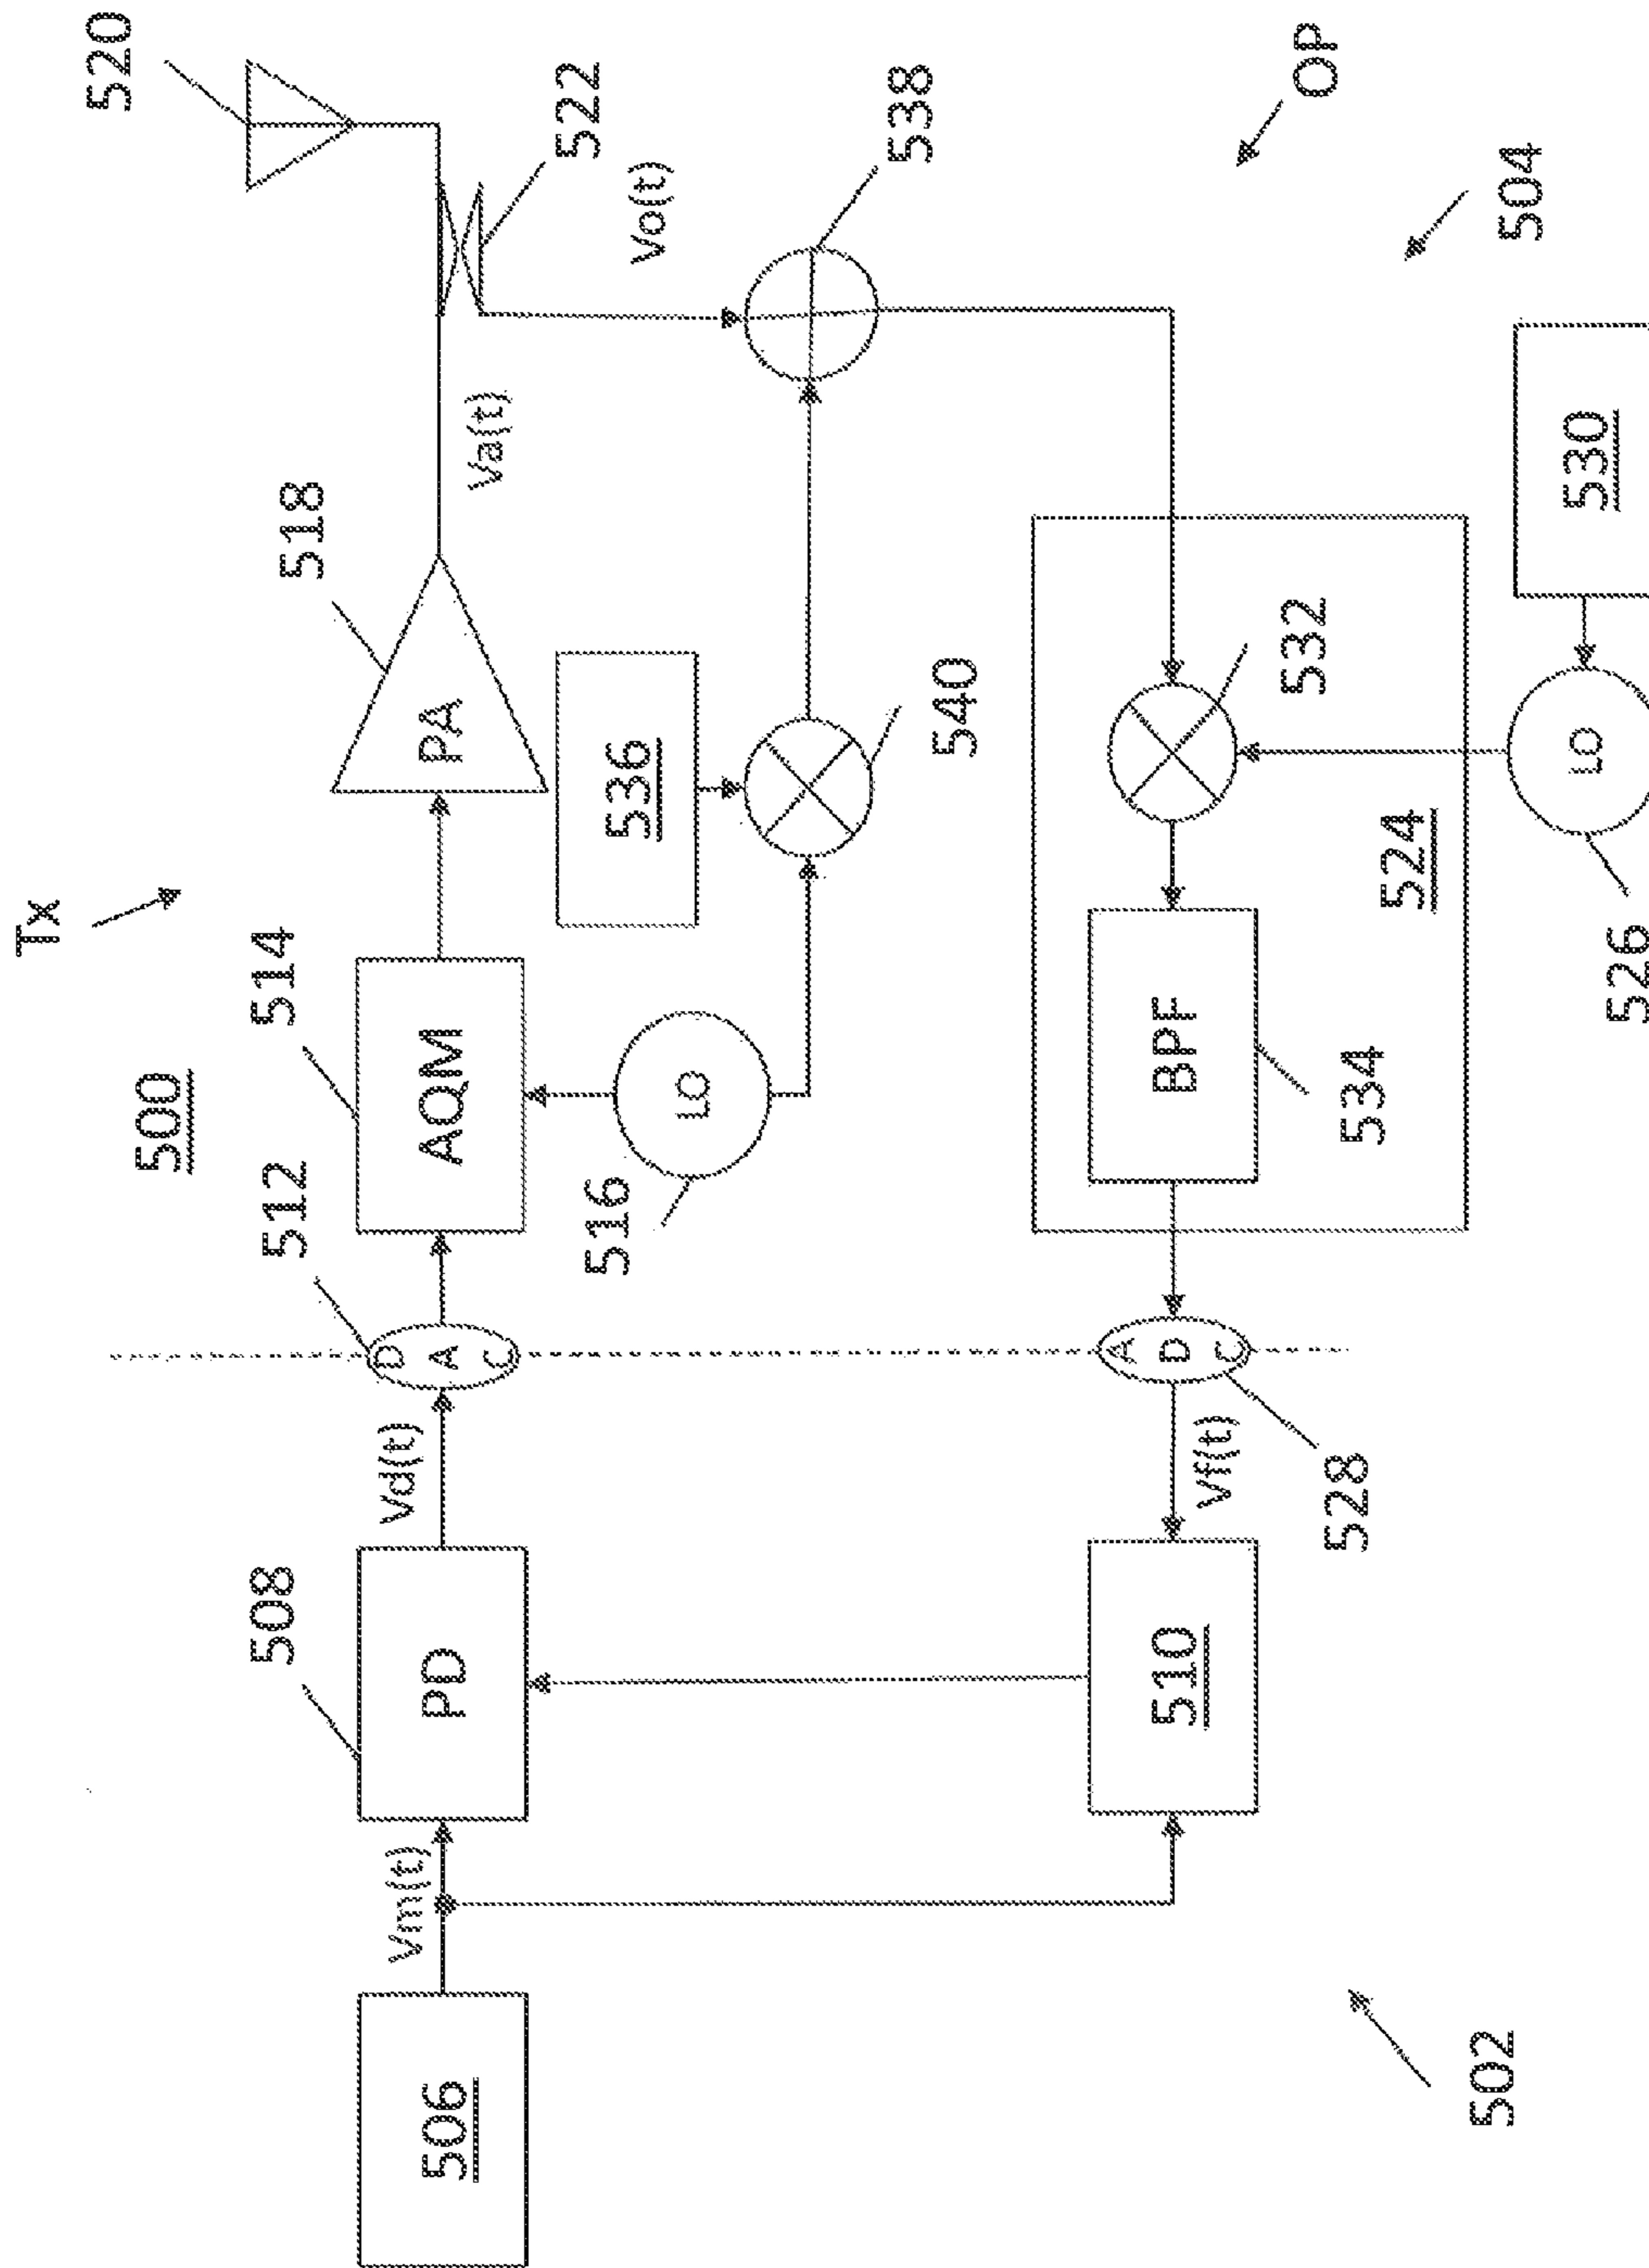 Tx
500
512
514
518
520
508
PD
Vd(t)
D
A
C
AQM
PA
Va(t)
522
506
Vm(t)
516
LO
536
540
Vo(t)
538
OP
504
510
Vf(t)
A
D
C
528
BPF
534
532
524
LO
526
530
502